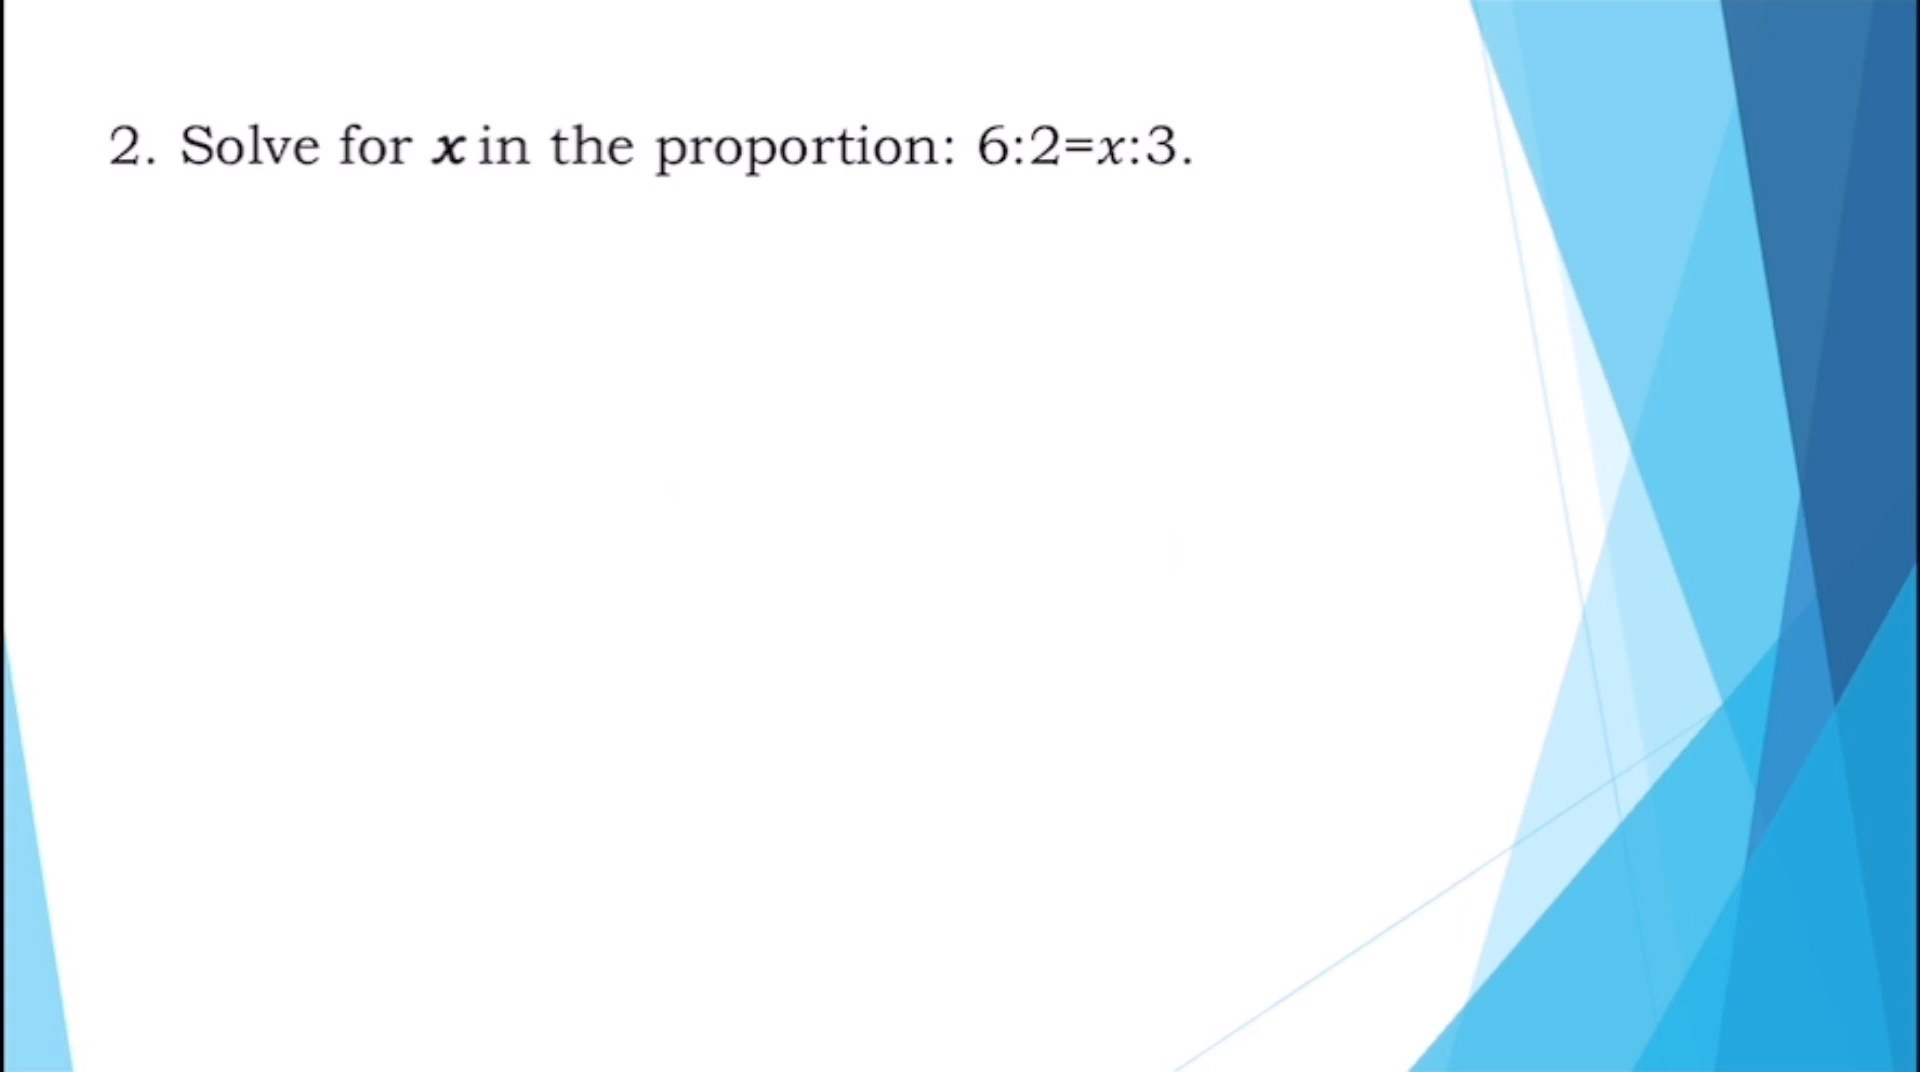 2. Solve for x in the proportion: 6:2=x:3.